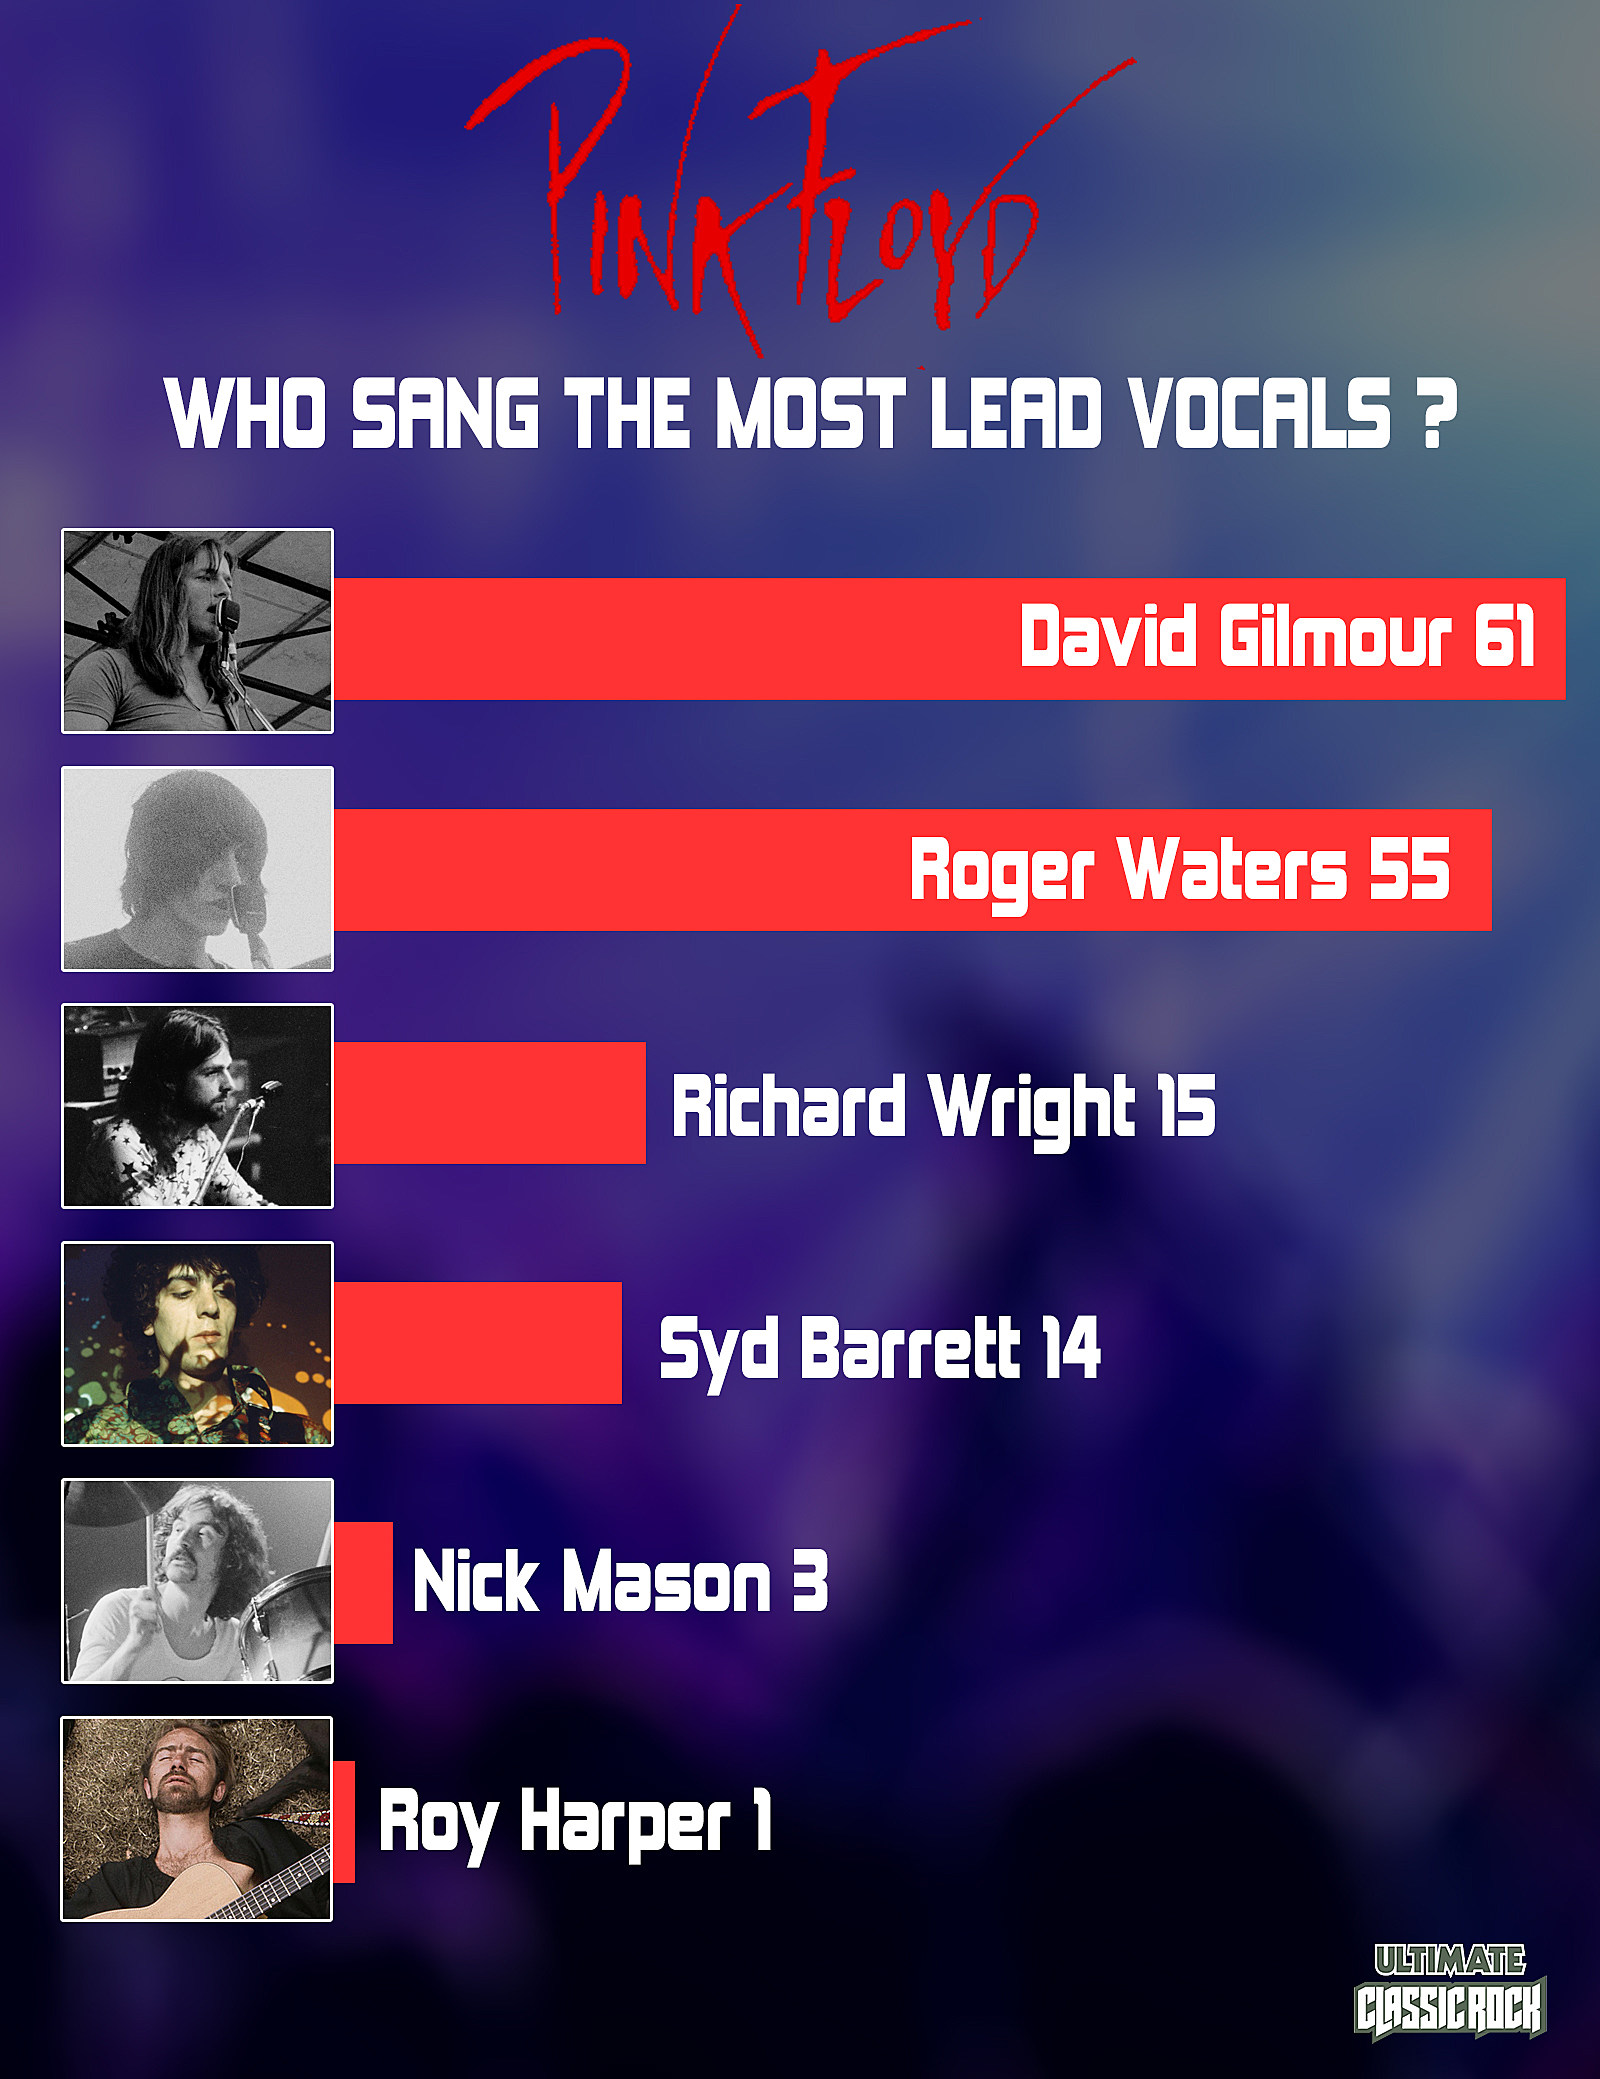 PINK FLOYD
WHO SANG THE MOST LEAD VOCALS ?
David Gilmour 61
Roger Waters 55
Richard Wright 15
Syd Barrett 14
Nick Mason 3
Roy Harper 1
ULTIMATE
CLASSIC ROCK